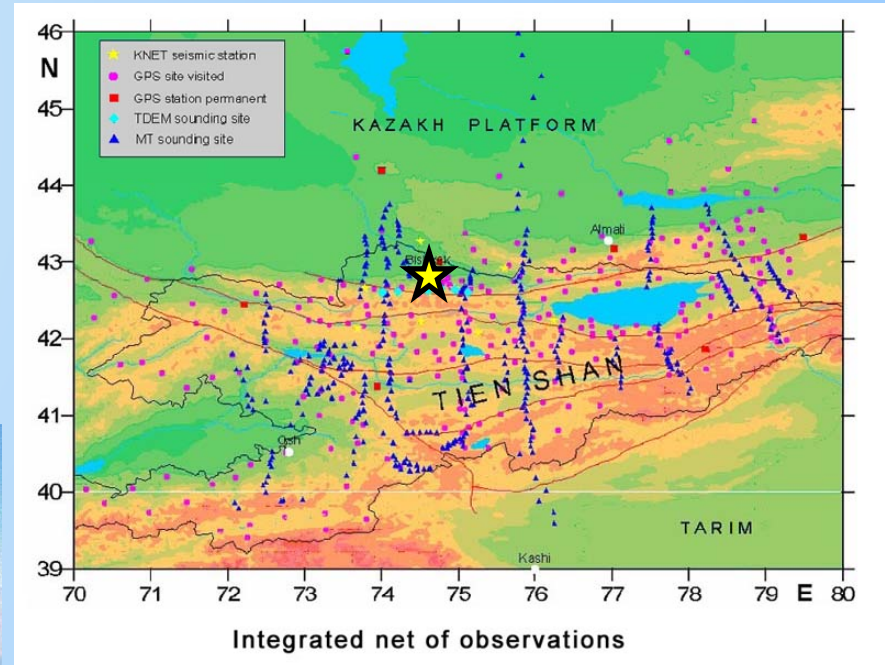 46
N
KNET seismic station
GPS site visited
GPS station permanent
TDEM sounding site
MT sounding site
45
KAZAKH PLATFORM
44
Almati
43
42
TIEN SHAN
41
Osh
40
TARIM
Kashi
39
70 71 72 73 74 75 76 77 78 79 E 80
Integrated net of observations